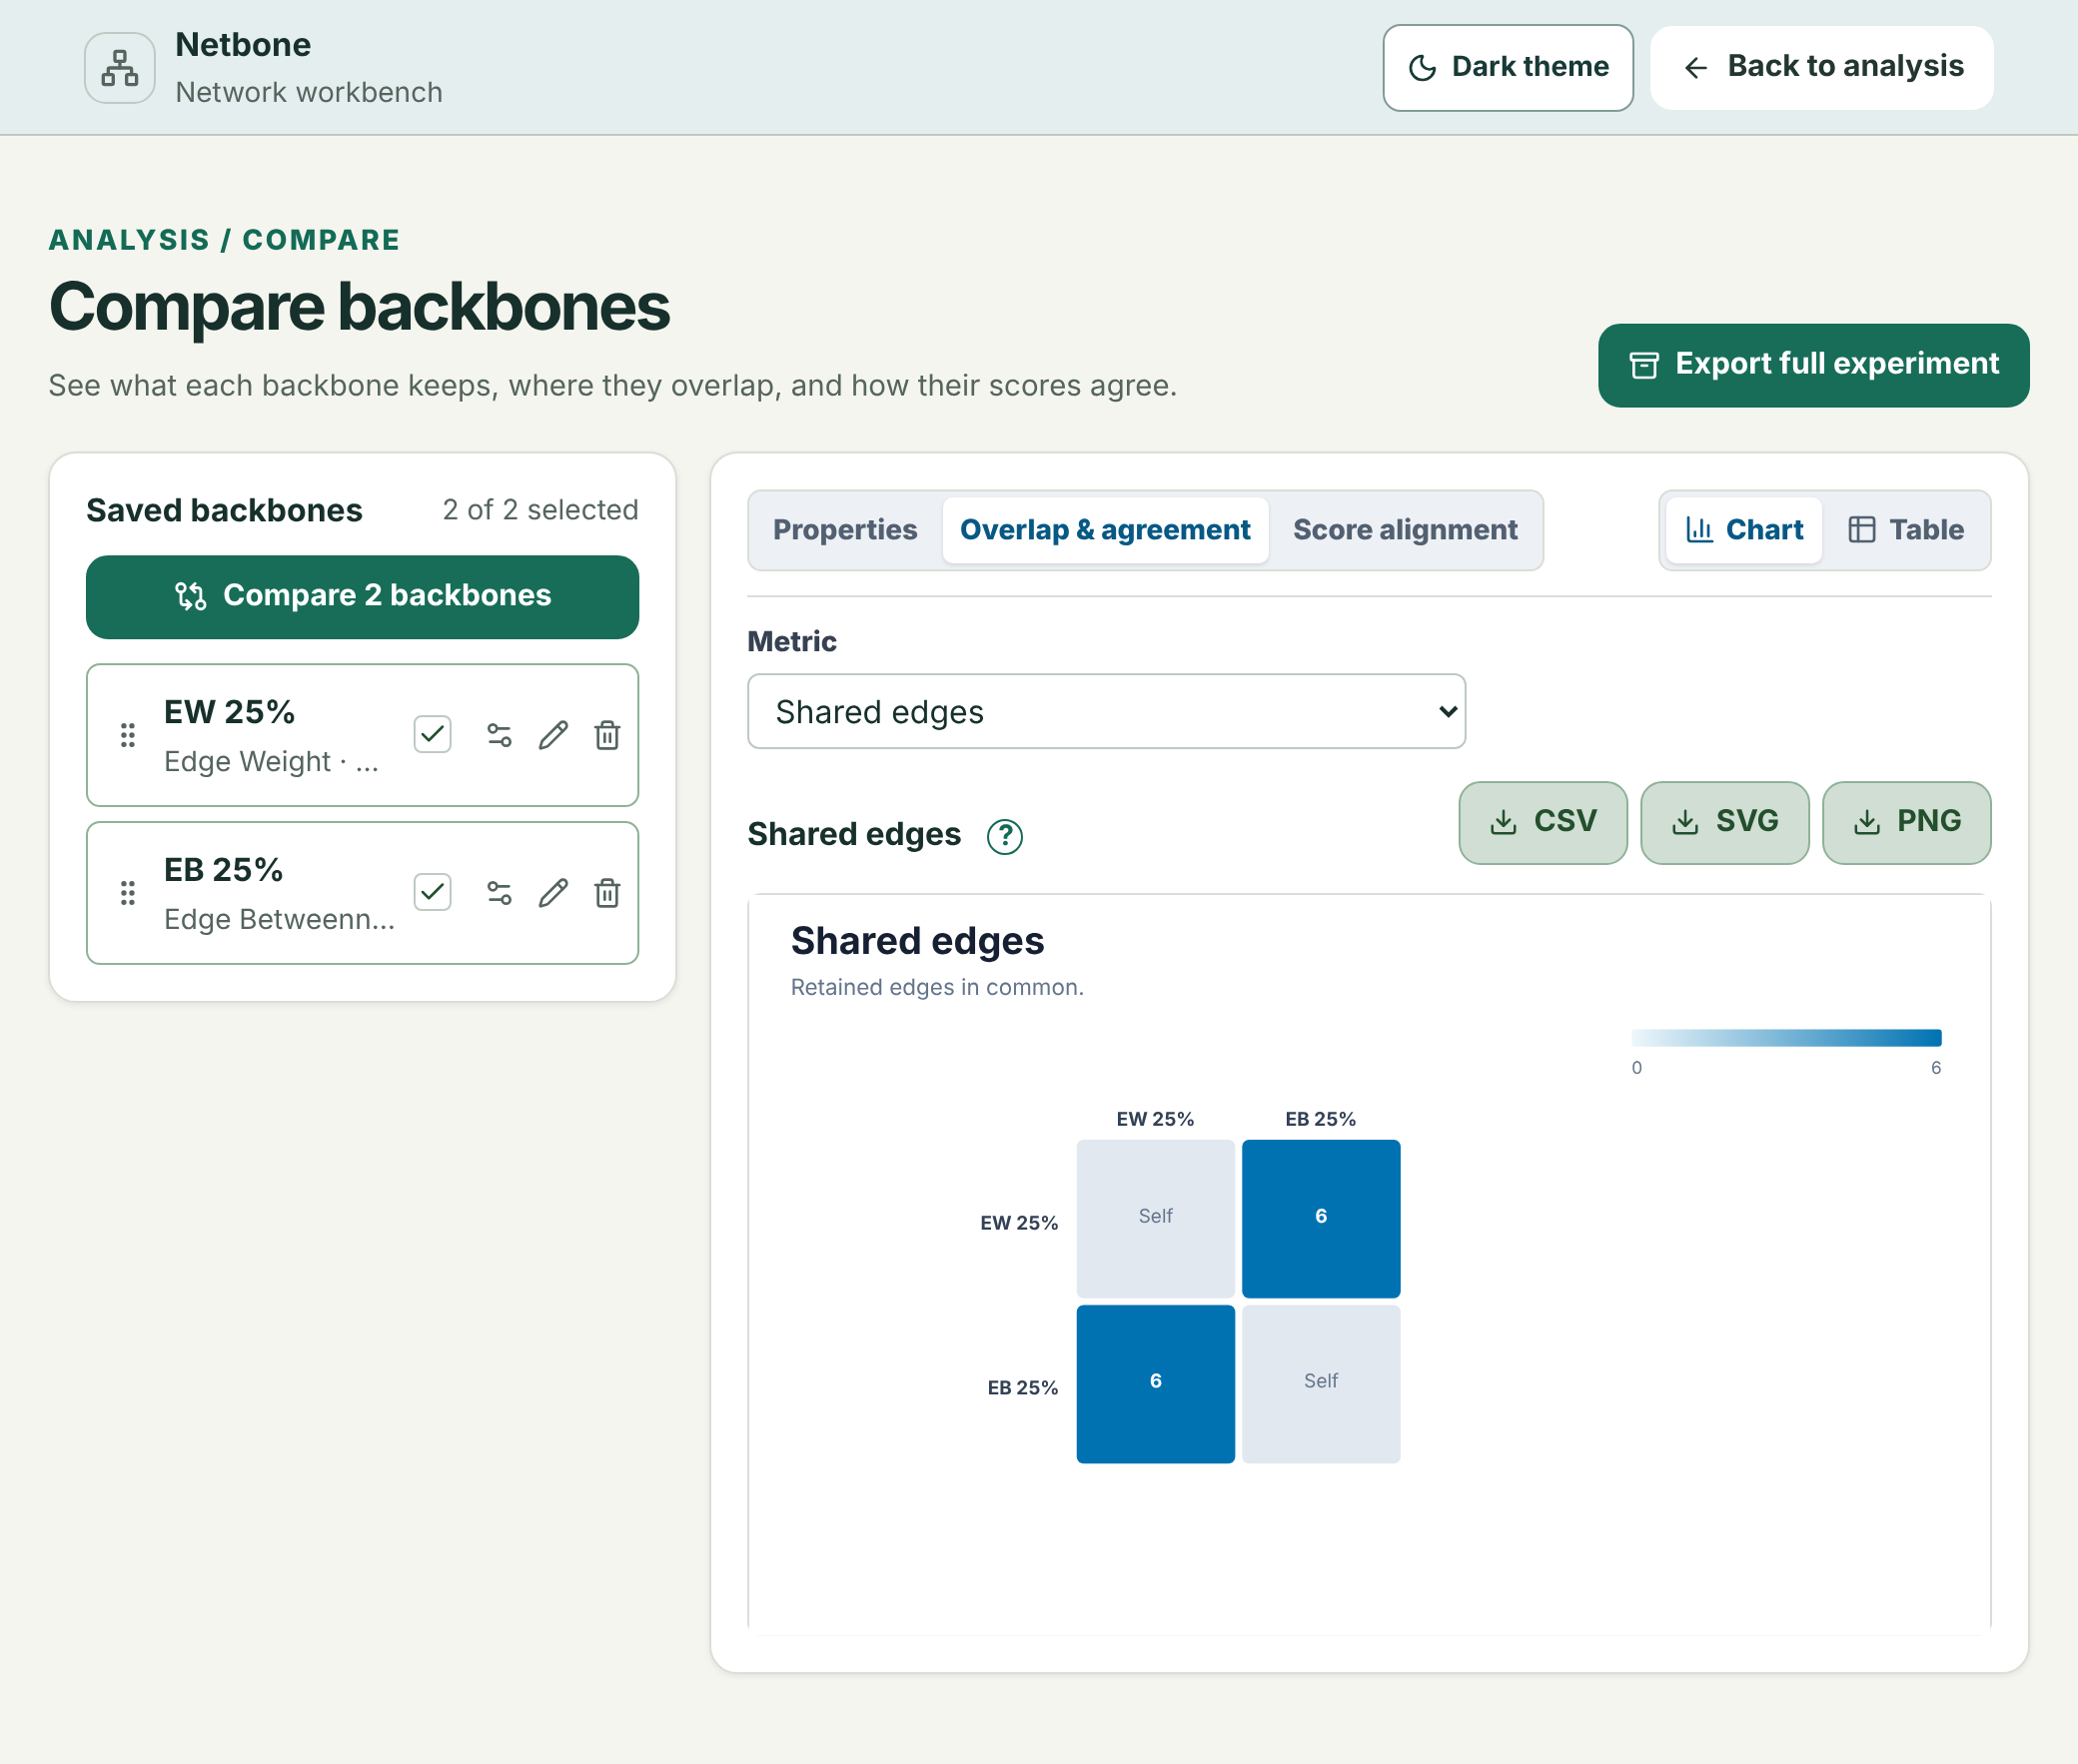 Netbone
Network workbench
Dark theme
Back to analysis
ANALYSIS / COMPARE
Compare backbones
See what each backbone keeps, where they overlap, and how their scores agree.
Export full experiment
Saved backbones
2 of 2 selected
Compare 2 backbones
EW 25%
Edge Weight · ...
EB 25%
Edge Betweenn...
Properties
Overlap & agreement
Score alignment
Chart
Table
Metric
Shared edges
Shared edges
?
CSV
SVG
PNG
Shared edges
Retained edges in common.
0
6
EW 25%
EB 25%
EW 25%
Self
6
EB 25%
6
Self